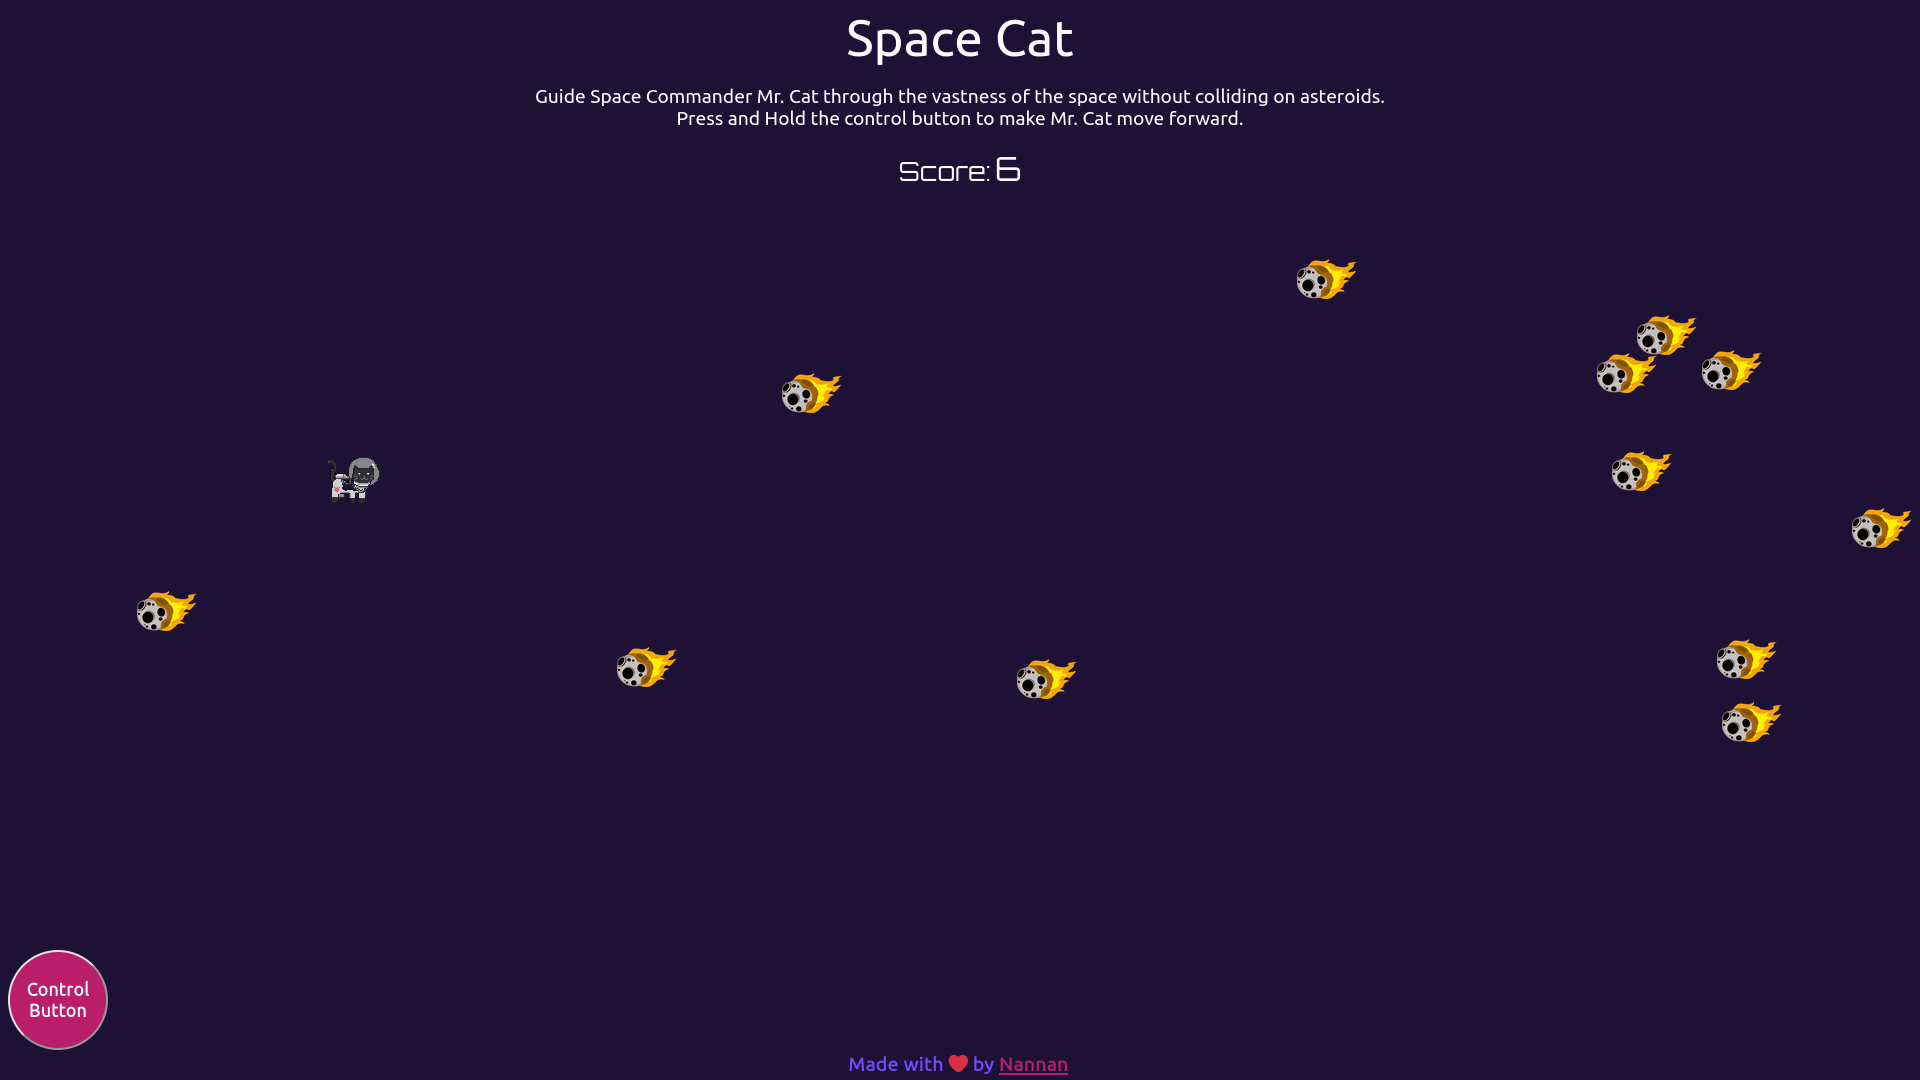 Space Cat
Guide Space Commander Mr. Cat through the vastness of the space without colliding on asteroids.
Press and Hold the control button to make Mr. Cat move forward.
Score: 6
Control
Button
Made with ❤ by Nannan